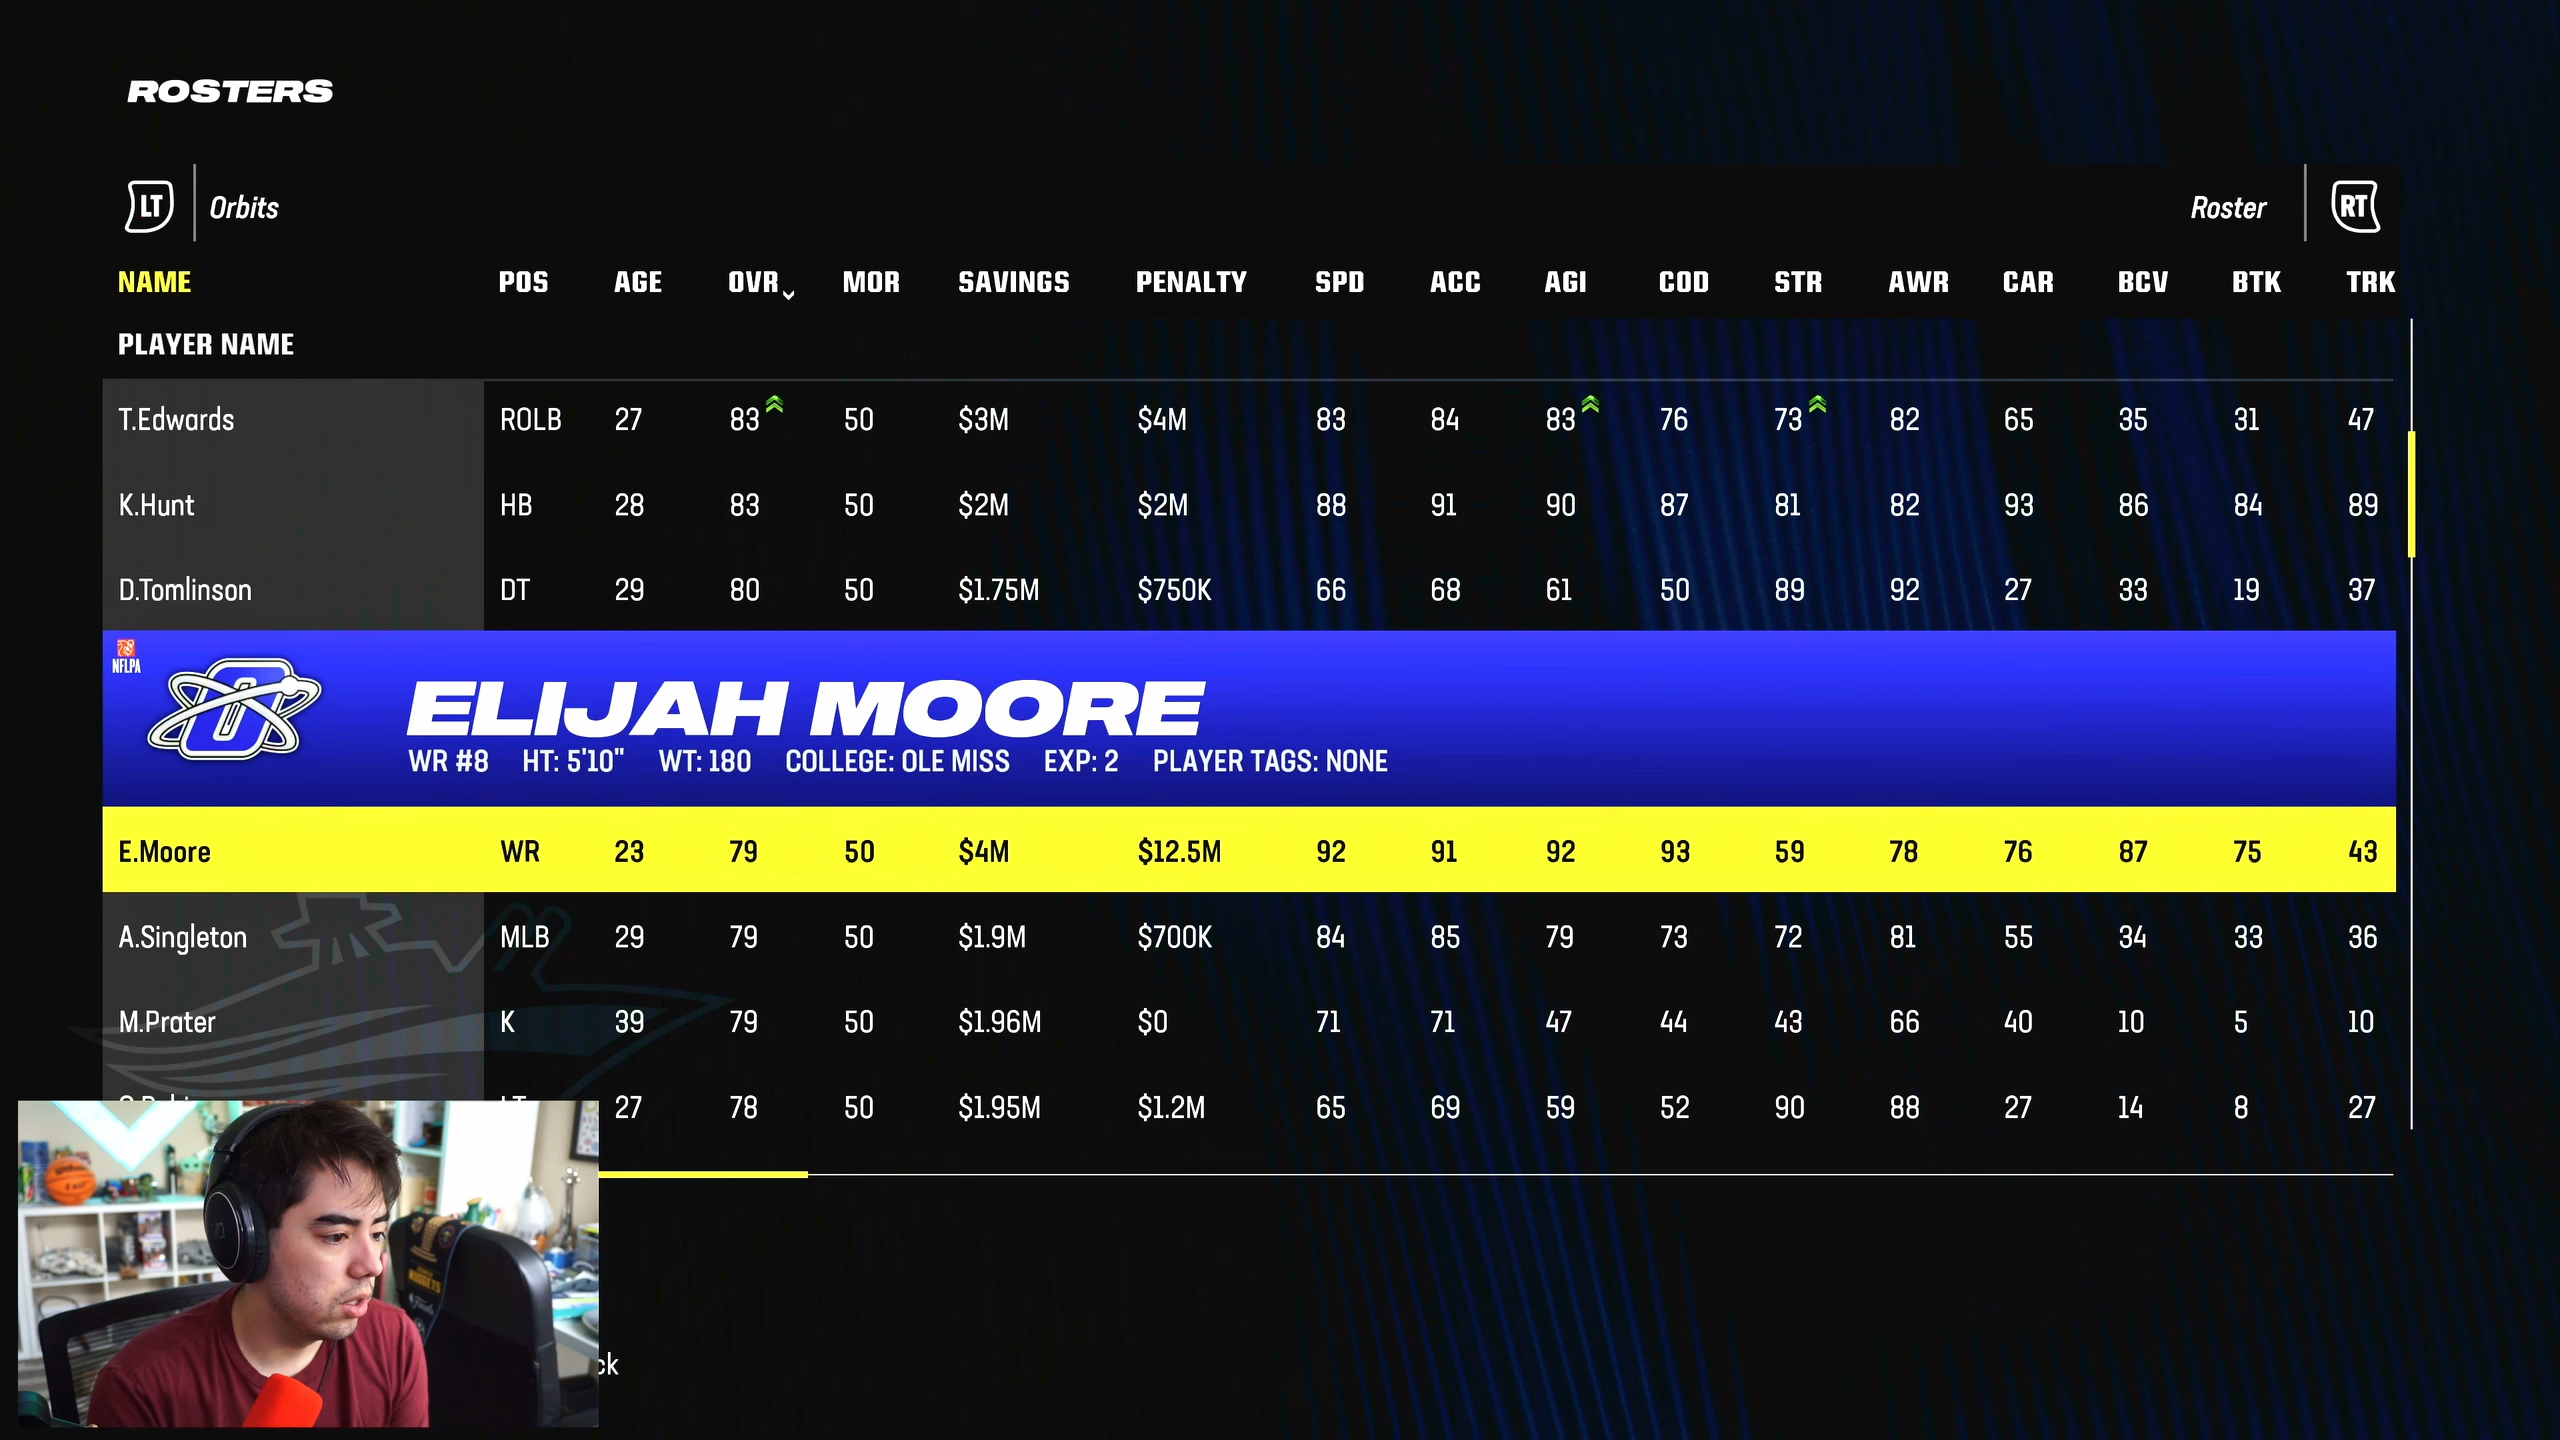 ROSTERS
LT Orbits Roster RT
NAME POS AGE OVR MOR SAVINGS PENALTY SPD ACC AGI COD STR AWR CAR BCV BTK TRK
PLAYER NAME
T.Edwards ROLB 27 83 50 $3M $4M 83 84 83 76 73 82 65 35 31 47
K.Hunt HB 28 83 50 $2M $2M 88 91 90 87 81 82 93 86 84 89
D.Tomlinson DT 29 80 50 $1.75M $750K 66 68 61 50 89 92 27 33 19 37
NFLPA
ELIJAH MOORE
WR #8 HT: 5'10" WT: 180 COLLEGE: OLE MISS EXP: 2 PLAYER TAGS: NONE
E.Moore WR 23 79 50 $4M $12.5M 92 91 92 93 59 78 76 87 75 43
A.Singleton MLB 29 79 50 $1.9M $700K 84 85 79 73 72 81 55 34 33 36
M.Prater K 39 79 50 $1.96M $0 71 71 47 44 43 66 40 10 5 10
27 78 50 $1.95M $1.2M 65 69 59 52 90 88 27 14 8 27
NUGGETS
ck